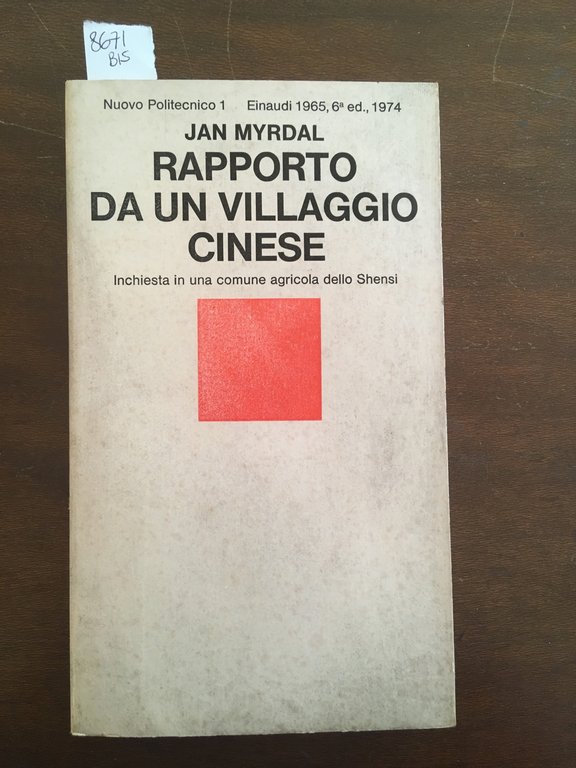 8671
BIS
Nuovo Politecnico 1 Einaudi 1965, 6ª ed., 1974
JAN MYRDAL
RAPPORTO
DA UN VILLAGGIO
CINESE
Inchiesta in una comune agricola dello Shensi